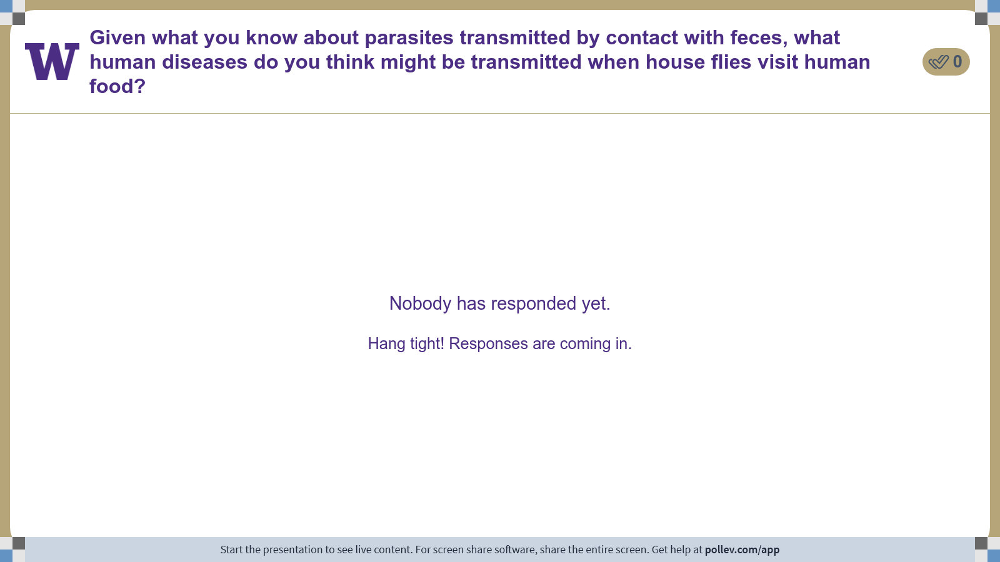 W
Given what you know about parasites transmitted by contact with feces, what
human diseases do you think might be transmitted when house flies visit human
food?
0
Nobody has responded yet.
Hang tight! Responses are coming in.
Start the presentation to see live content. For screen share software, share the entire screen. Get help at pollev.com/app